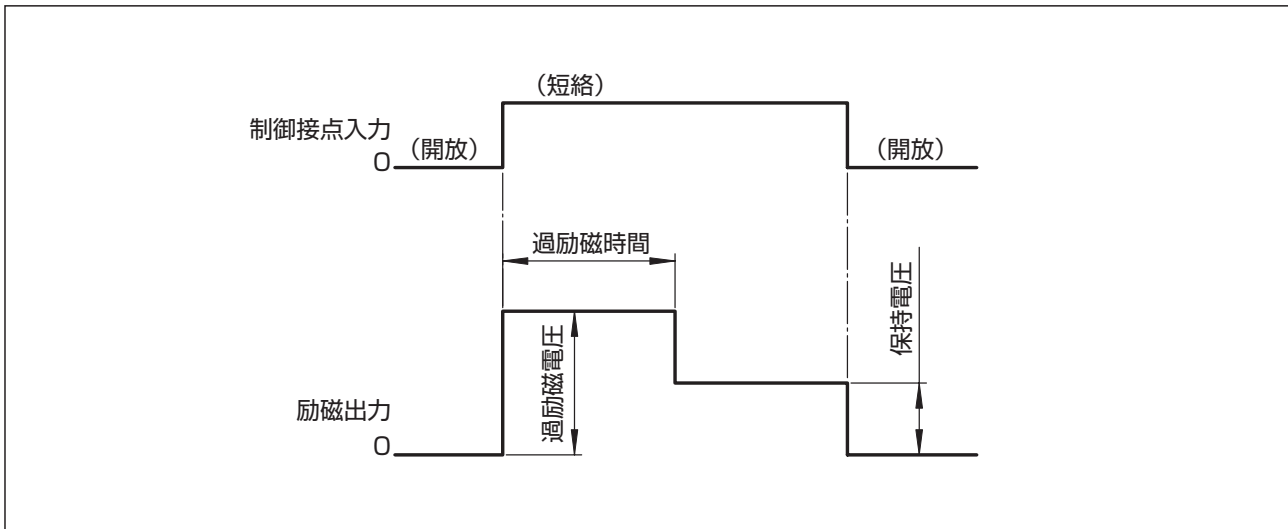 （短絡）
制御接点入力
0
（開放）
（開放）
過励磁時間
過励磁電圧
保持電圧
励磁出力
0